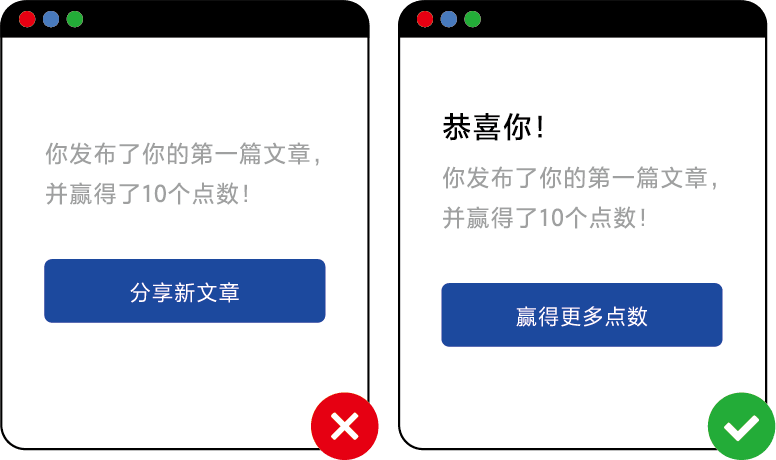 你发布了你的第一篇文章，
并赢得了10个点数！
分享新文章
恭喜你！
你发布了你的第一篇文章，
并赢得了10个点数！
赢得更多点数